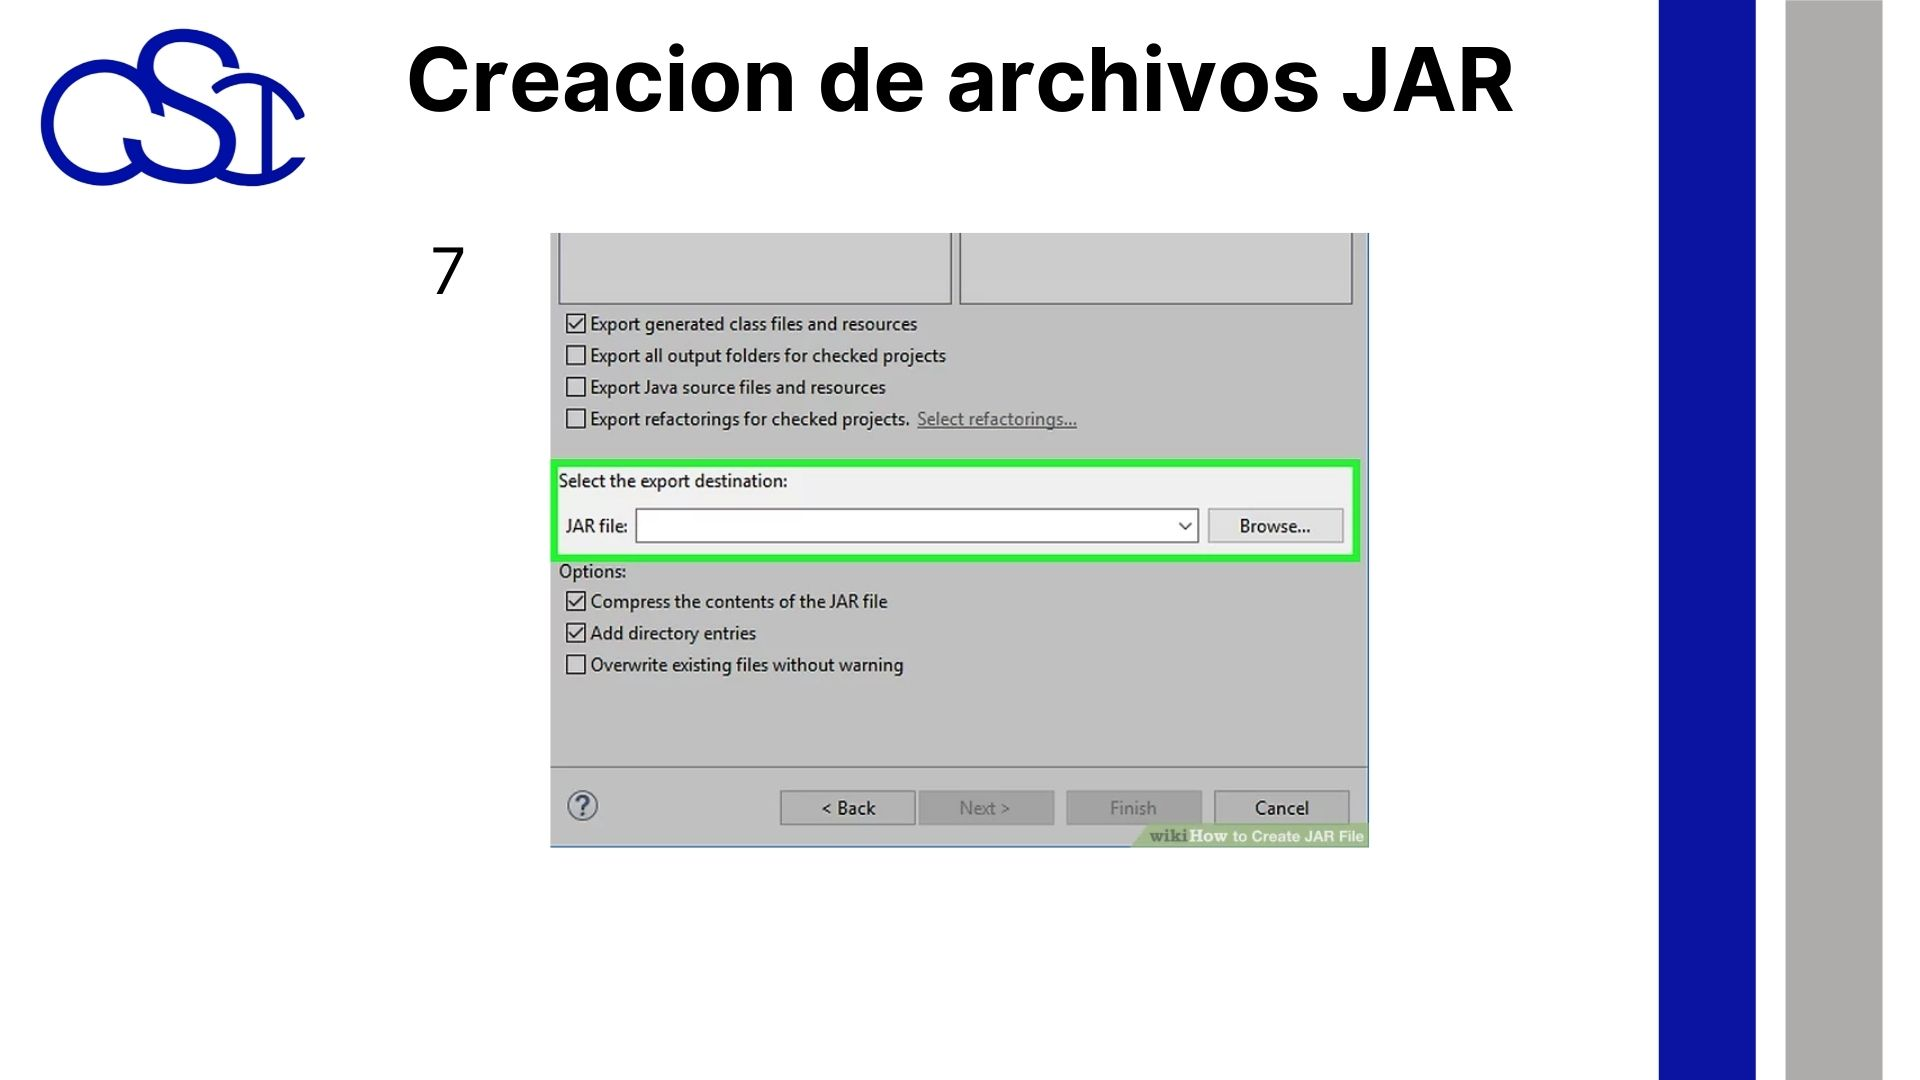 CSTI
Creacion de archivos JAR
7
Export generated class files and resources
Export all output folders for checked projects
Export Java source files and resources
Export refactorings for checked projects. Select refactorings...
Select the export destination:
JAR file:
Browse...
Options:
Compress the contents of the JAR file
Add directory entries
Overwrite existing files without warning
?
< Back
Next >
Finish
Cancel
wikiHow to Create JAR File